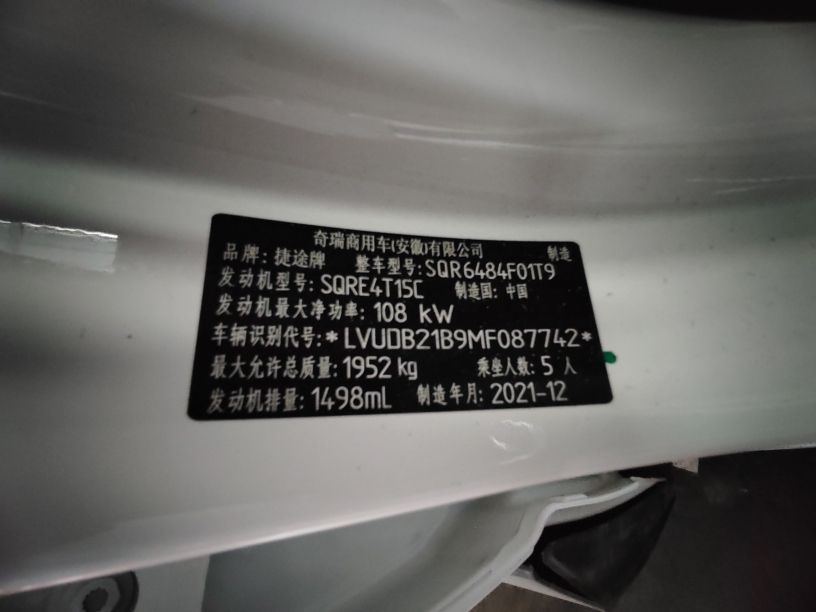 奇瑞商用车(安徽)有限公司 制造
品牌: 捷途牌 整车型号: SQR6484F01T9
发动机型号: SQRE4T15C 制造国: 中国
发动机最大净功率: 108 kW
车辆识别代号: *LVUDB21B9MF087742*
最大允许总质量: 1952 kg 乘坐人数: 5 人
发动机排量: 1498mL 制造年月: 2021-12